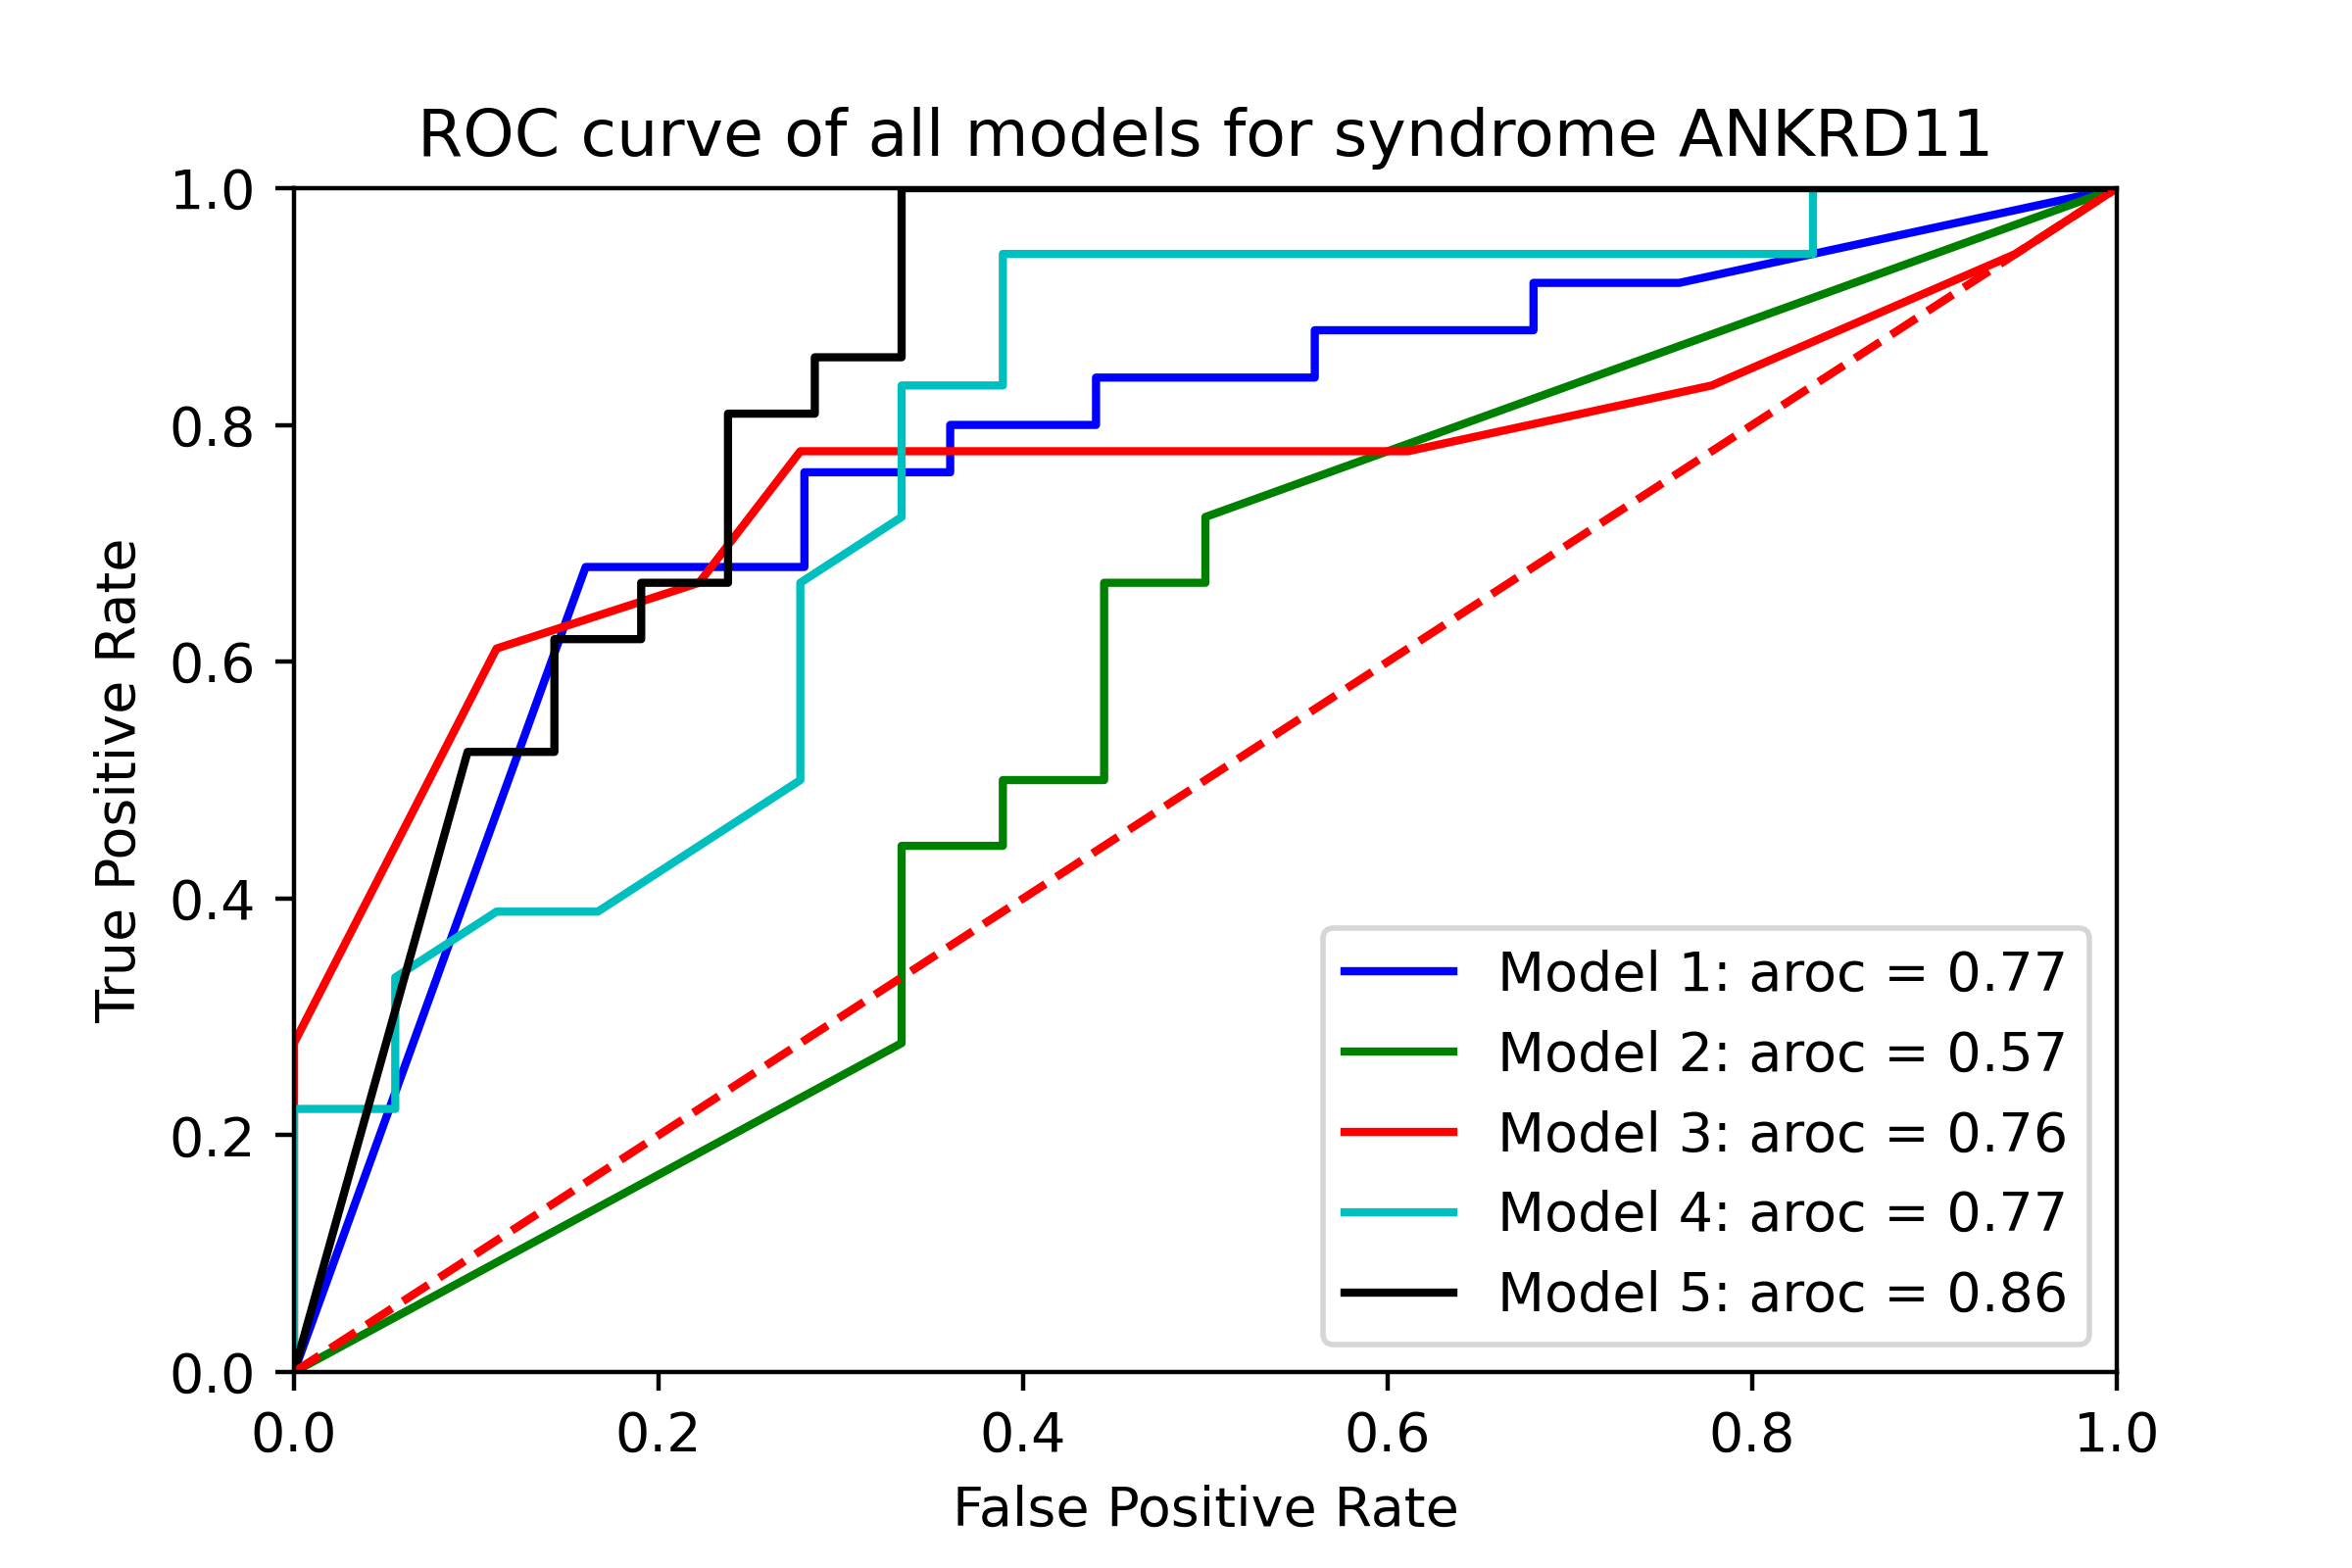 ROC curve of all models for syndrome ANKRD11
1.0
0.8
0.6
0.4
0.2
0.0
True Positive Rate
Model 1: aroc = 0.77
Model 2: aroc = 0.57
Model 3: aroc = 0.76
Model 4: aroc = 0.77
Model 5: aroc = 0.86
0.0 0.2 0.4 0.6 0.8 1.0
False Positive Rate